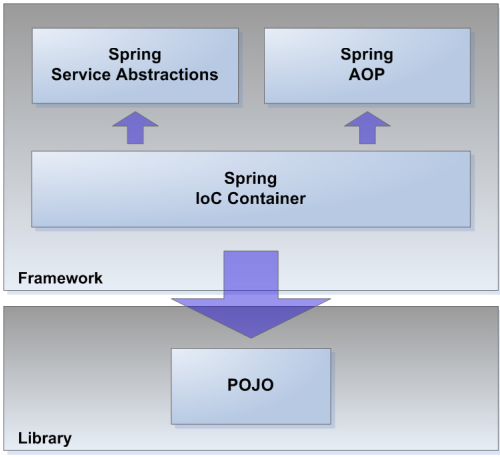 Spring
Service Abstractions
Spring
AOP
Spring
IoC Container
Framework
POJO
Library